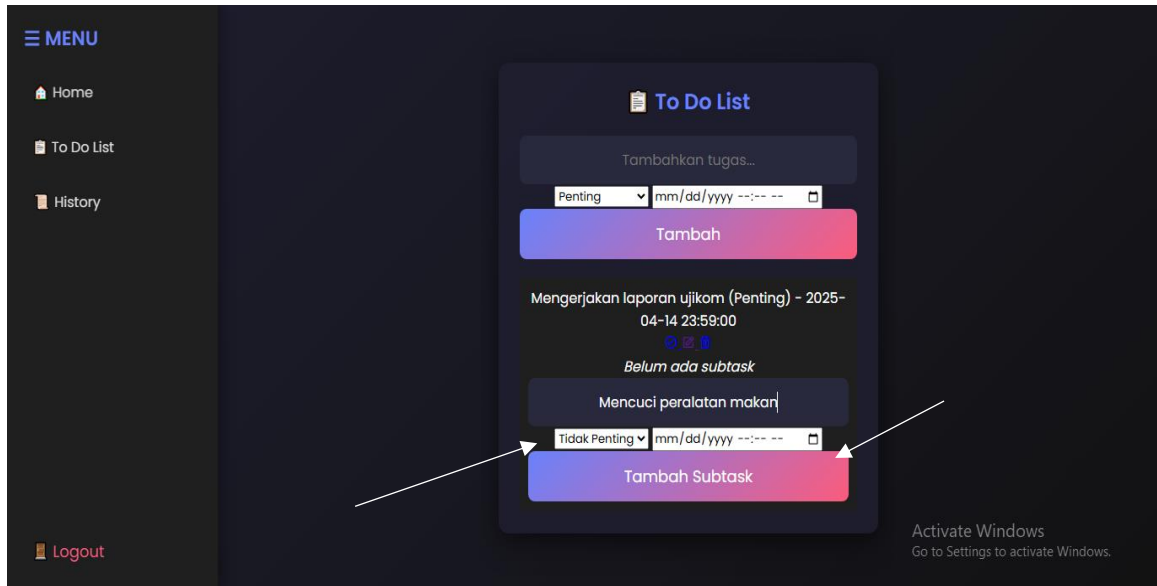 ☰ MENU
Home
To Do List
History
Logout
To Do List
Tambahkan tugas...
Penting mm/dd/yyyy --:-- --
Tambah
Mengerjakan laporan ujikom (Penting) - 2025-
04-14 23:59:00
Belum ada subtask
Mencuci peralatan makan
Tidak Penting mm/dd/yyyy --:-- --
Tambah Subtask
Activate Windows
Go to Settings to activate Windows.